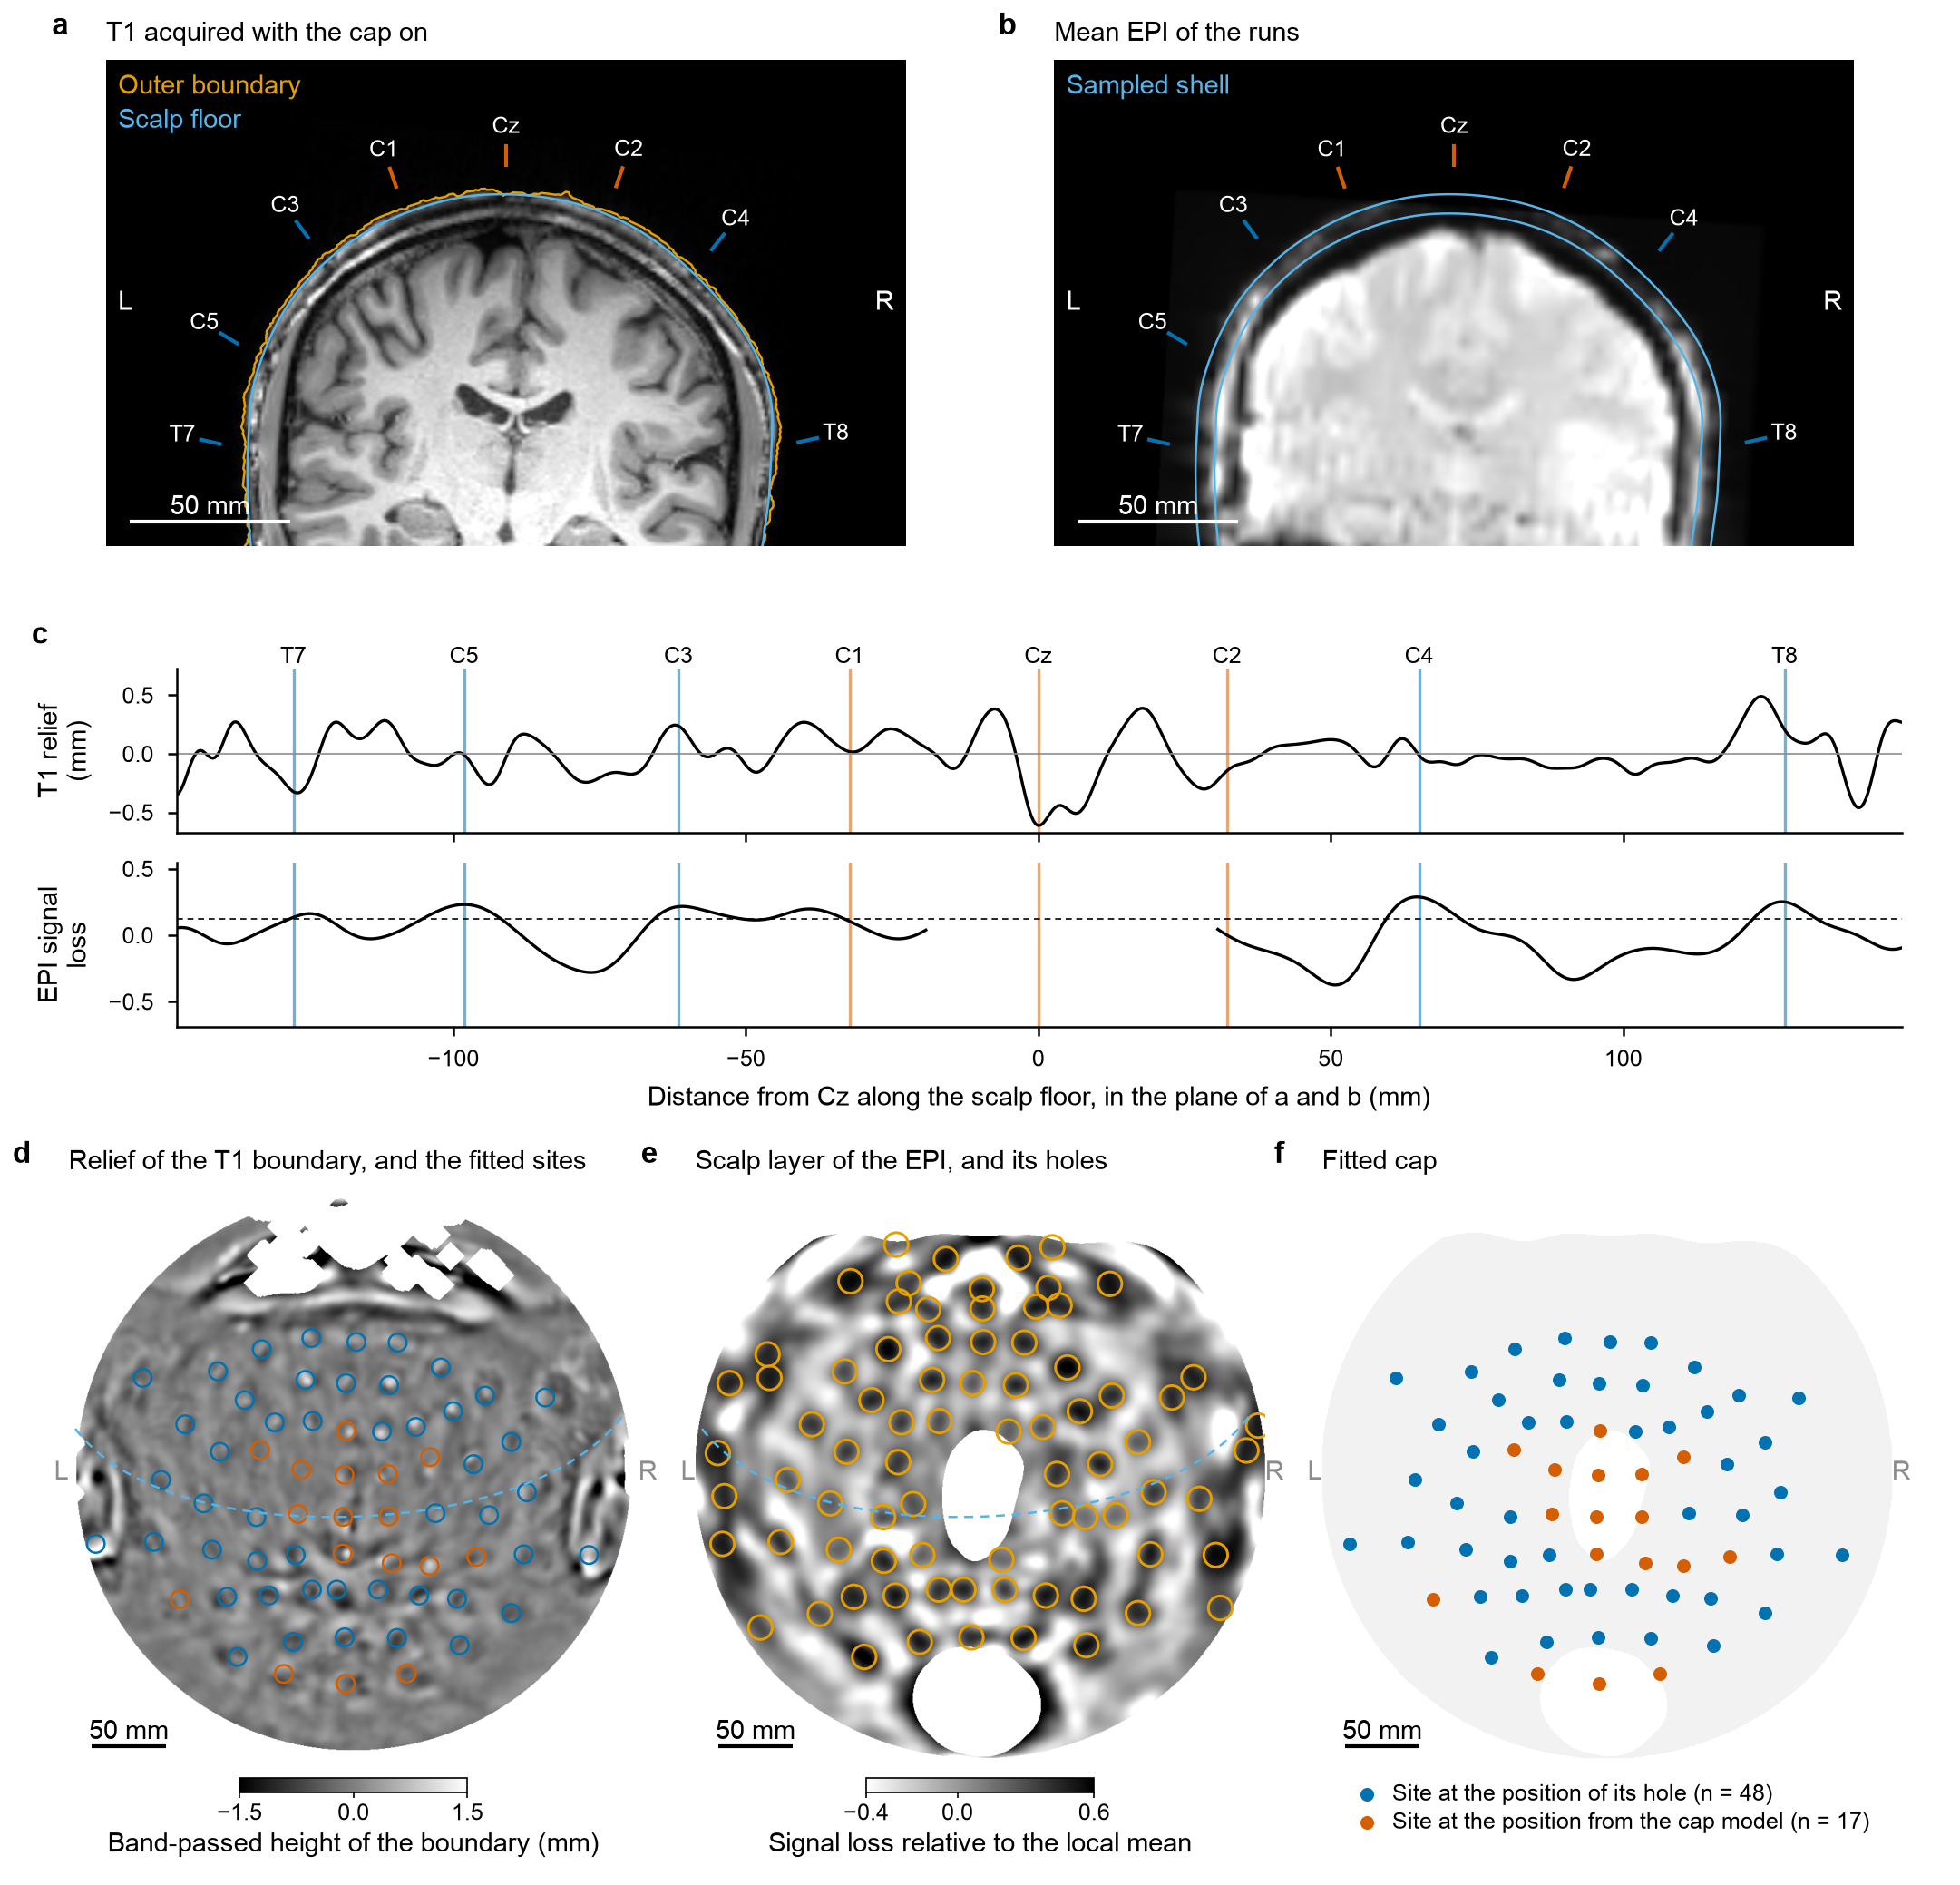 a
T1 acquired with the cap on
Outer boundary
Scalp floor
Cz
C1
C2
C3
C4
L
R
C5
T7
T8
50 mm
b
Mean EPI of the runs
Sampled shell
Cz
C1
C2
C3
C4
L
R
C5
T7
T8
50 mm
c
T7
C5
C3
C1
Cz
C2
C4
T8
T1 relief
(mm)
0.5
0.0
−0.5
EPI signal
loss
0.5
0.0
−0.5
−100
−50
0
50
100
Distance from Cz along the scalp floor, in the plane of a and b (mm)
d
Relief of the T1 boundary, and the fitted sites
L
R
50 mm
−1.5
0.0
1.5
Band-passed height of the boundary (mm)
e
Scalp layer of the EPI, and its holes
L
R
50 mm
−0.4
0.0
0.6
Signal loss relative to the local mean
f
Fitted cap
L
R
50 mm
Site at the position of its hole (n = 48)
Site at the position from the cap model (n = 17)